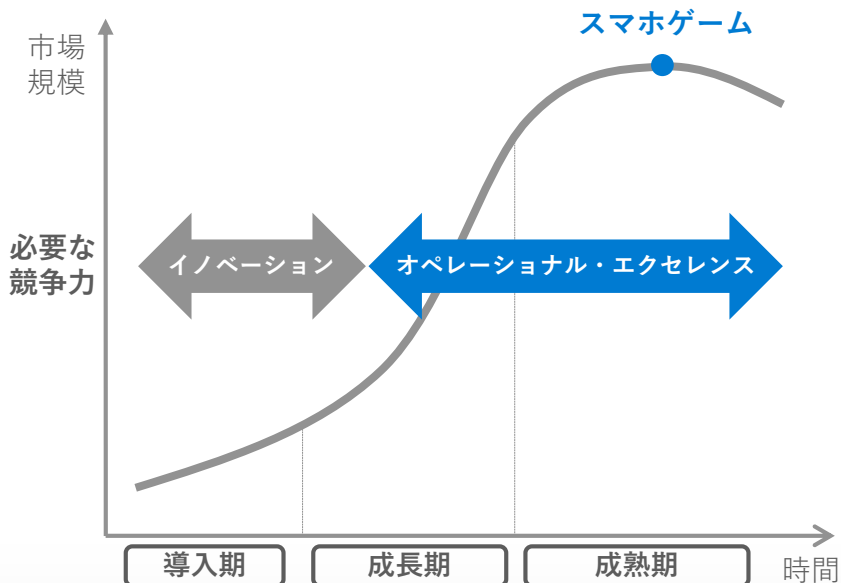 スマホゲーム
市場
規模
必要な
競争力
イノベーション
オペレーショナル・エクセレンス
導入期
成長期
成熟期
時間